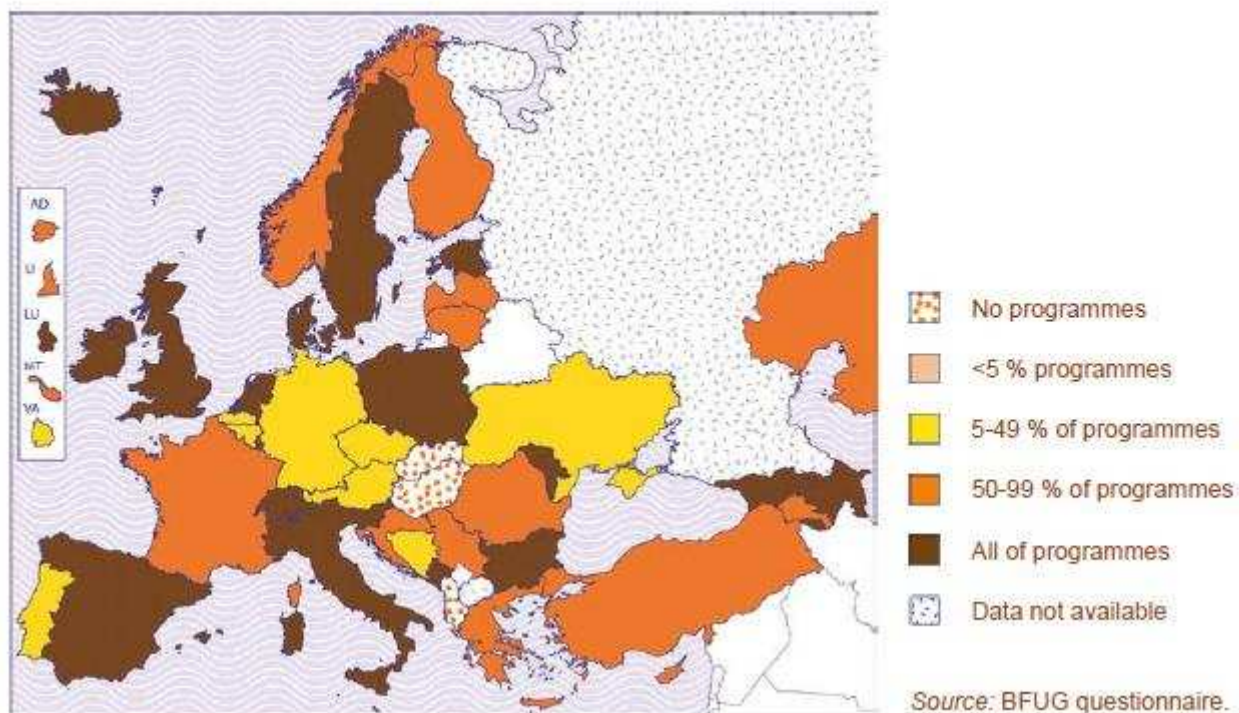 AD
LI
LU
MT
VA
No programmes
<5 % programmes
5-49 % of programmes
50-99 % of programmes
All of programmes
Data not available
Source: BFUG questionnaire.